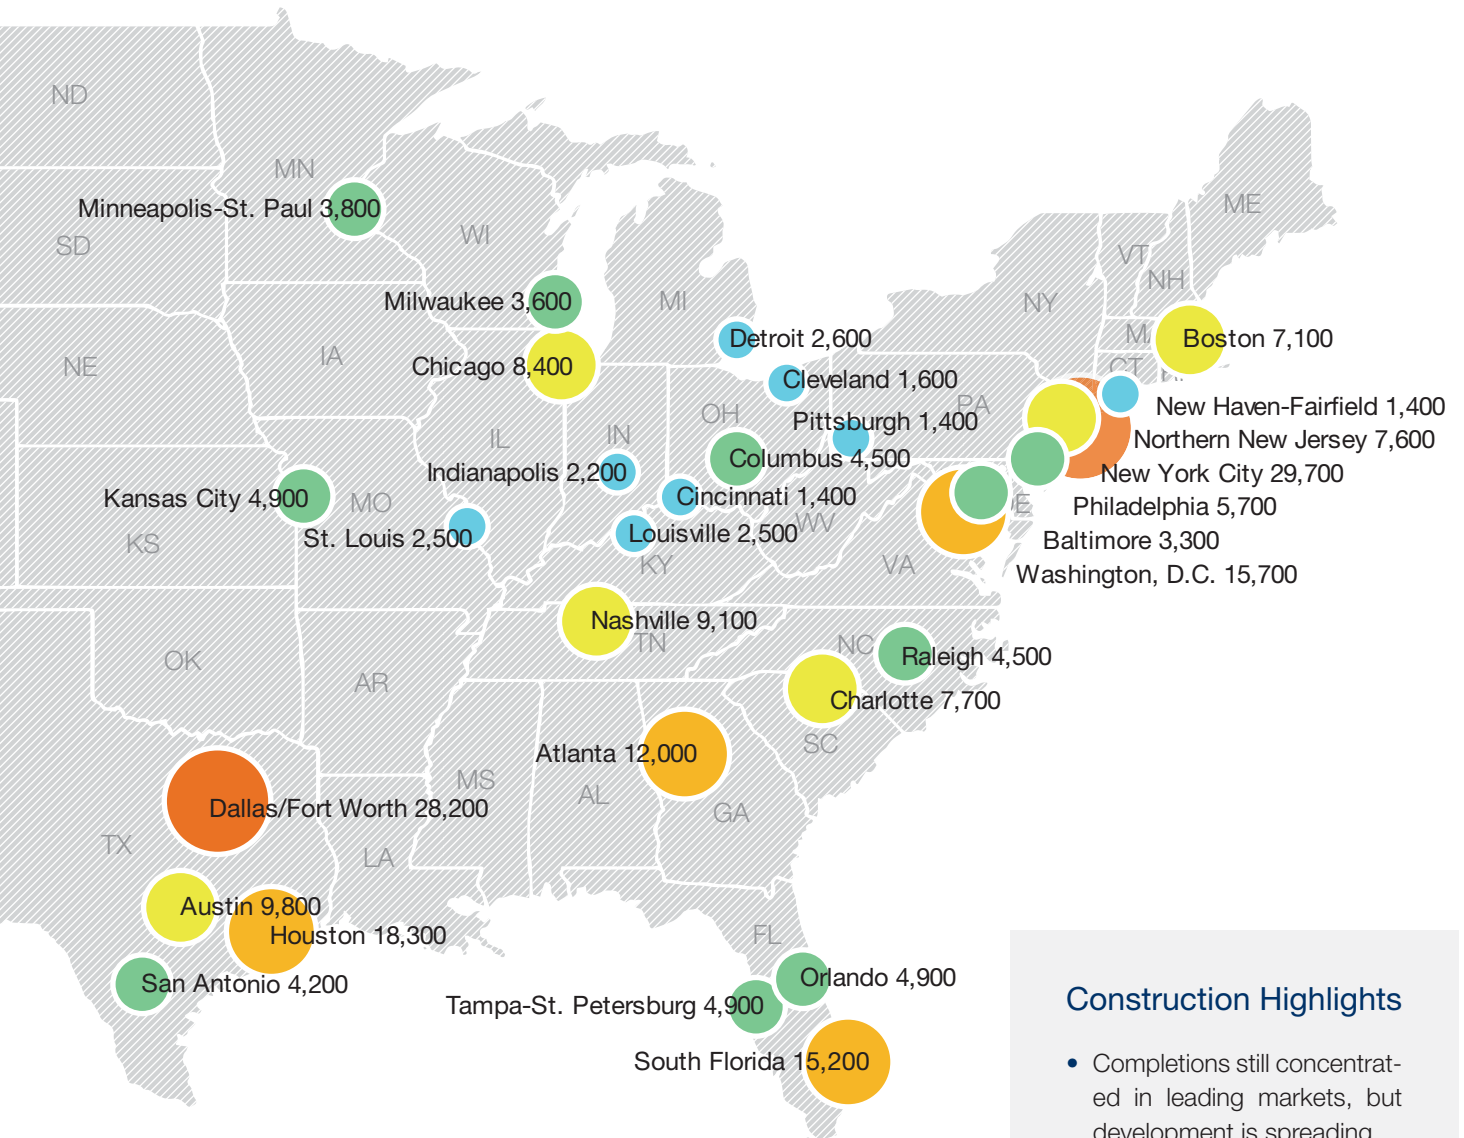 ND
MN
ME
Minneapolis-St. Paul 3,800
WI
SD
VT
NH
Milwaukee 3,600
MI
NY
Detroit 2,600
Boston 7,100
IA
NE
Chicago 8,400
CT
Cleveland 1,600
PA
New Haven-Fairfield 1,400
OH
Pittsburgh 1,400
IL
IN
Northern New Jersey 7,600
Columbus 4,500
Indianapolis 2,200
New York City 29,700
Kansas City 4,900
MO
Cincinnati 1,400
Philadelphia 5,700
WV
St. Louis 2,500
Louisville 2,500
Baltimore 3,300
KS
KY
VA
Washington, D.C. 15,700
Nashville 9,100
TN
NC
Raleigh 4,500
OK
AR
Charlotte 7,700
SC
Atlanta 12,000
MS
AL
GA
Dallas/Fort Worth 28,200
TX
LA
Austin 9,800
Houston 18,300
FL
San Antonio 4,200
Orlando 4,900
Tampa-St. Petersburg 4,900
South Florida 15,200
Construction Highlights
• Completions still concentrat-
ed in leading markets, but
development is spreading